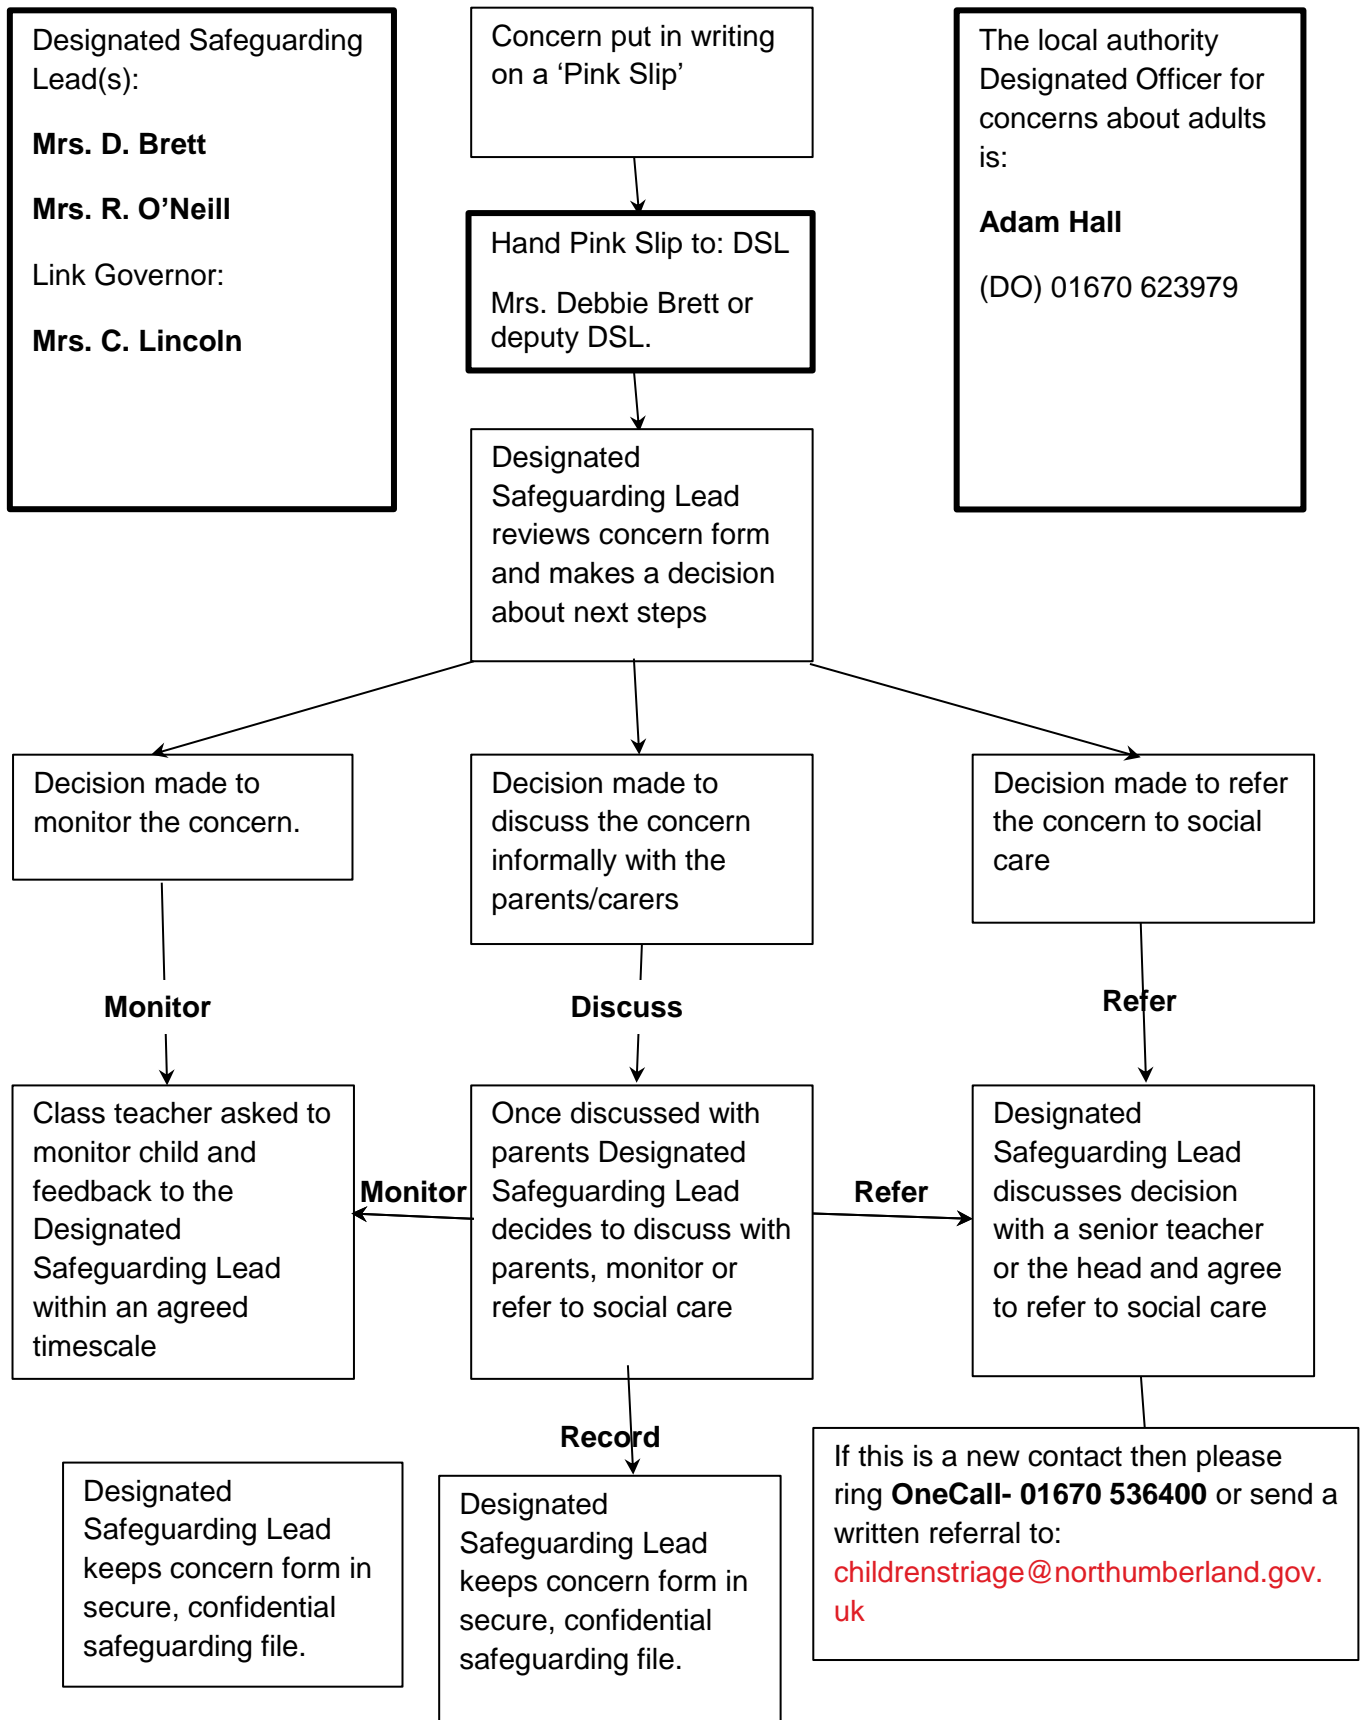 Designated Safeguarding
Lead(s):
Mrs. D. Brett
Mrs. R. O’Neill
Link Governor:
Mrs. C. Lincoln
Concern put in writing
on a ‘Pink Slip’
The local authority
Designated Officer for
concerns about adults
is:
Adam Hall
(DO) 01670 623979
Hand Pink Slip to: DSL
Mrs. Debbie Brett or
deputy DSL.
Designated
Safeguarding Lead
reviews concern form
and makes a decision
about next steps
Decision made to
monitor the concern.
Decision made to
discuss the concern
informally with the
parents/carers
Decision made to refer
the concern to social
care
Monitor
Discuss
Refer
Class teacher asked to
monitor child and
feedback to the
Designated
Safeguarding Lead
within an agreed
timescale
Monitor
Once discussed with
parents Designated
Safeguarding Lead
decides to discuss with
parents, monitor or
refer to social care
Refer
Designated
Safeguarding Lead
discusses decision
with a senior teacher
or the head and agree
to refer to social care
Record
Designated
Safeguarding Lead
keeps concern form in
secure, confidential
safeguarding file.
Designated
Safeguarding Lead
keeps concern form in
secure, confidential
safeguarding file.
If this is a new contact then please
ring OneCall- 01670 536400 or send a
written referral to:
childrenstriage@northumberland.gov.
uk